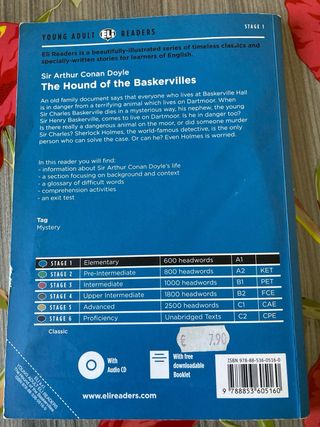 STAGE 1
YOUNG ADULT ELI READERS
Eli Readers is a beautifully-illustrated series of timeless classics and
specially-written stories for learners of English.
Sir Arthur Conan Doyle
The Hound of the Baskervilles
An old family document says that everyone who lives at Baskerville Hall
is in danger from a terrifying animal which lives on Dartmoor. When
Sir Charles Baskerville dies in a mysterious way, his nephew, the young
Sir Henry Baskerville, comes to live on Dartmoor. Is he in danger too?
Is there really a dangerous animal on the moor, or did someone murder
Sir Charles? Sherlock Holmes, the world-famous detective, is the only
person who can solve the case. Or can he? Even Holmes is worried.
In this reader you will find:
- information about Sir Arthur Conan Doyle's life
- a section focusing on background and context
- a glossary of difficult words
- comprehension activities
- an exit test
Tag
Mystery
STAGE 1 Elementary 600 headwords A1
STAGE 2 Pre-Intermediate 800 headwords A2 KET
STAGE 3 Intermediate 1000 headwords B1 PET
STAGE 4 Upper Intermediate 1800 headwords B2 FCE
STAGE 5 Advanced 2500 headwords C1 CAE
STAGE 6 Proficiency Unabridged Texts C2 CPE
Classic
€ 7.90
With
Audio CD
With free
downloadable
Booklet
ISBN 978-88-536-0516-0
9 788853 605160
www.elireaders.com